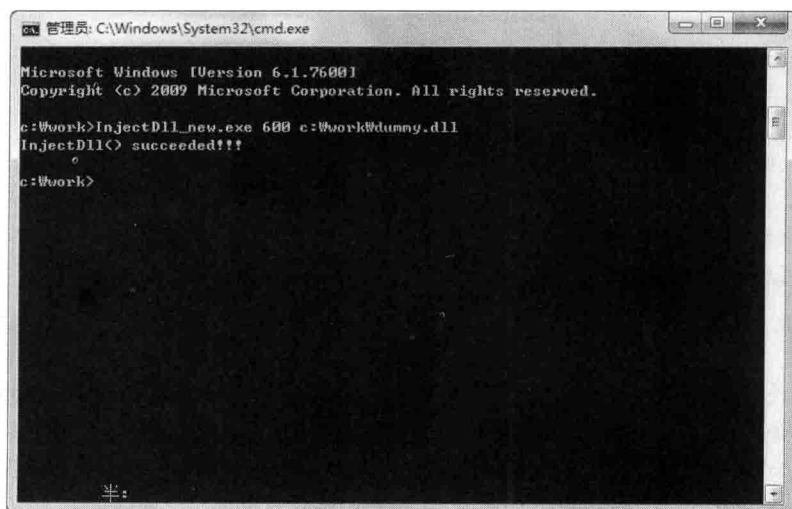 管理员: C:\Windows\System32\cmd.exe
Microsoft Windows [Version 6.1.7600]
Copyright (c) 2009 Microsoft Corporation. All rights reserved.
c:₩work>InjectDll_new.exe 600 c:₩work₩dummy.dll
InjectDll() succeeded!!!
c:₩work>
半: